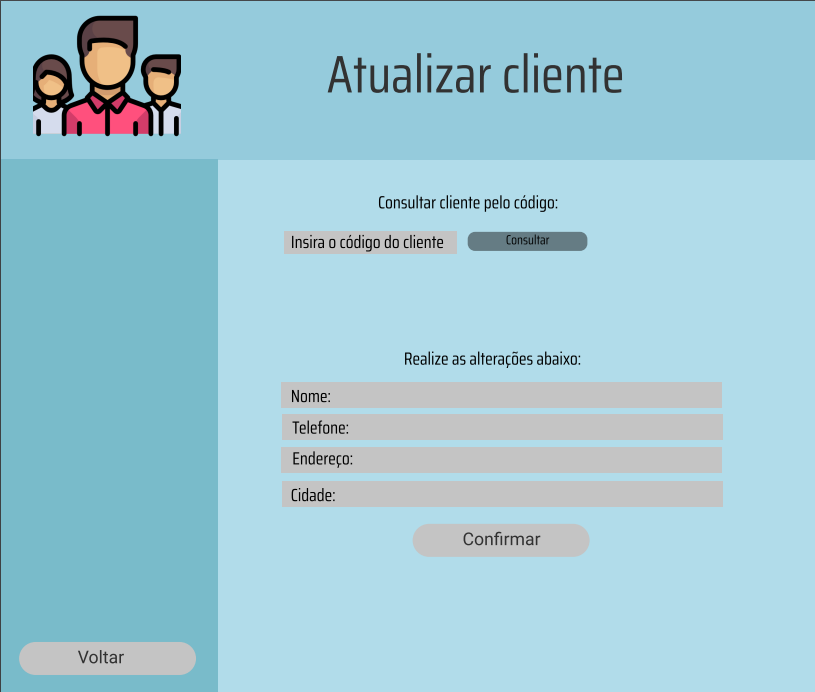 Atualizar cliente
Consultar cliente pelo código:
Insira o código do cliente
Consultar
Realize as alterações abaixo:
Nome:
Telefone:
Endereço:
Cidade:
Confirmar
Voltar